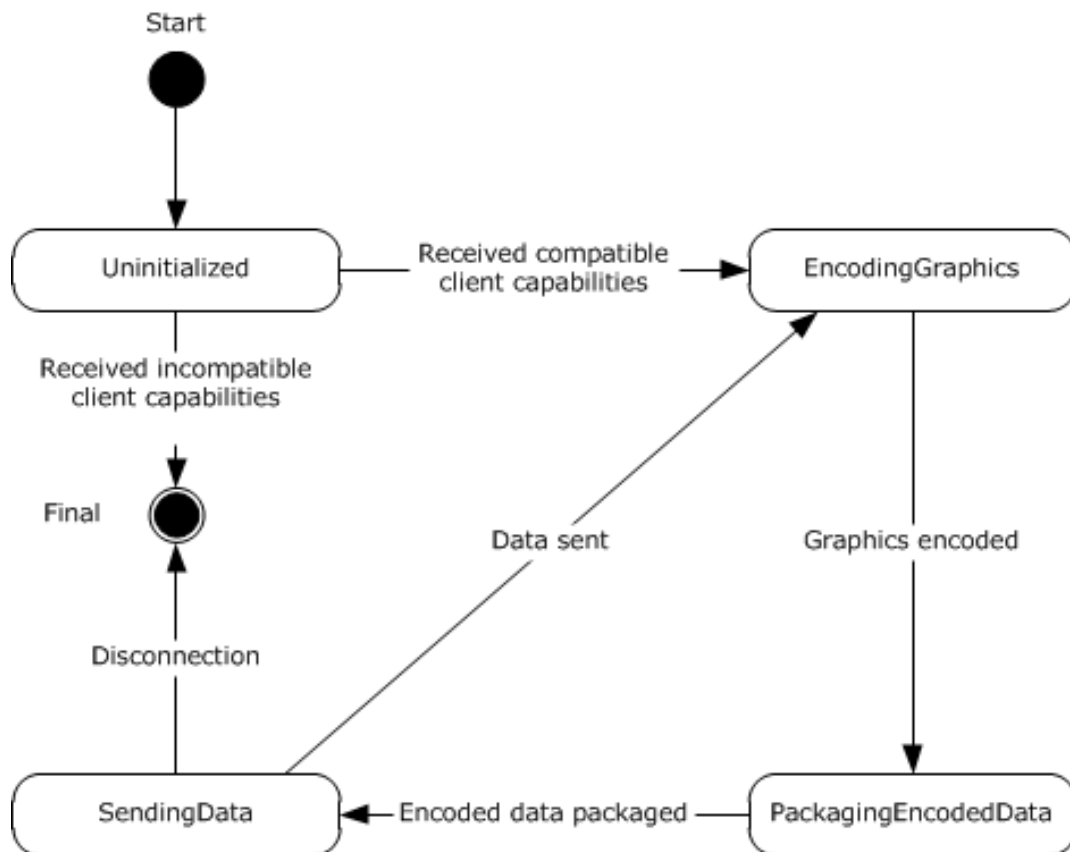 Start
Uninitialized
Received compatible
client capabilities
EncodingGraphics
Received incompatible
client capabilities
Final
Data sent
Graphics encoded
Disconnection
SendingData
Encoded data packaged
PackagingEncodedData